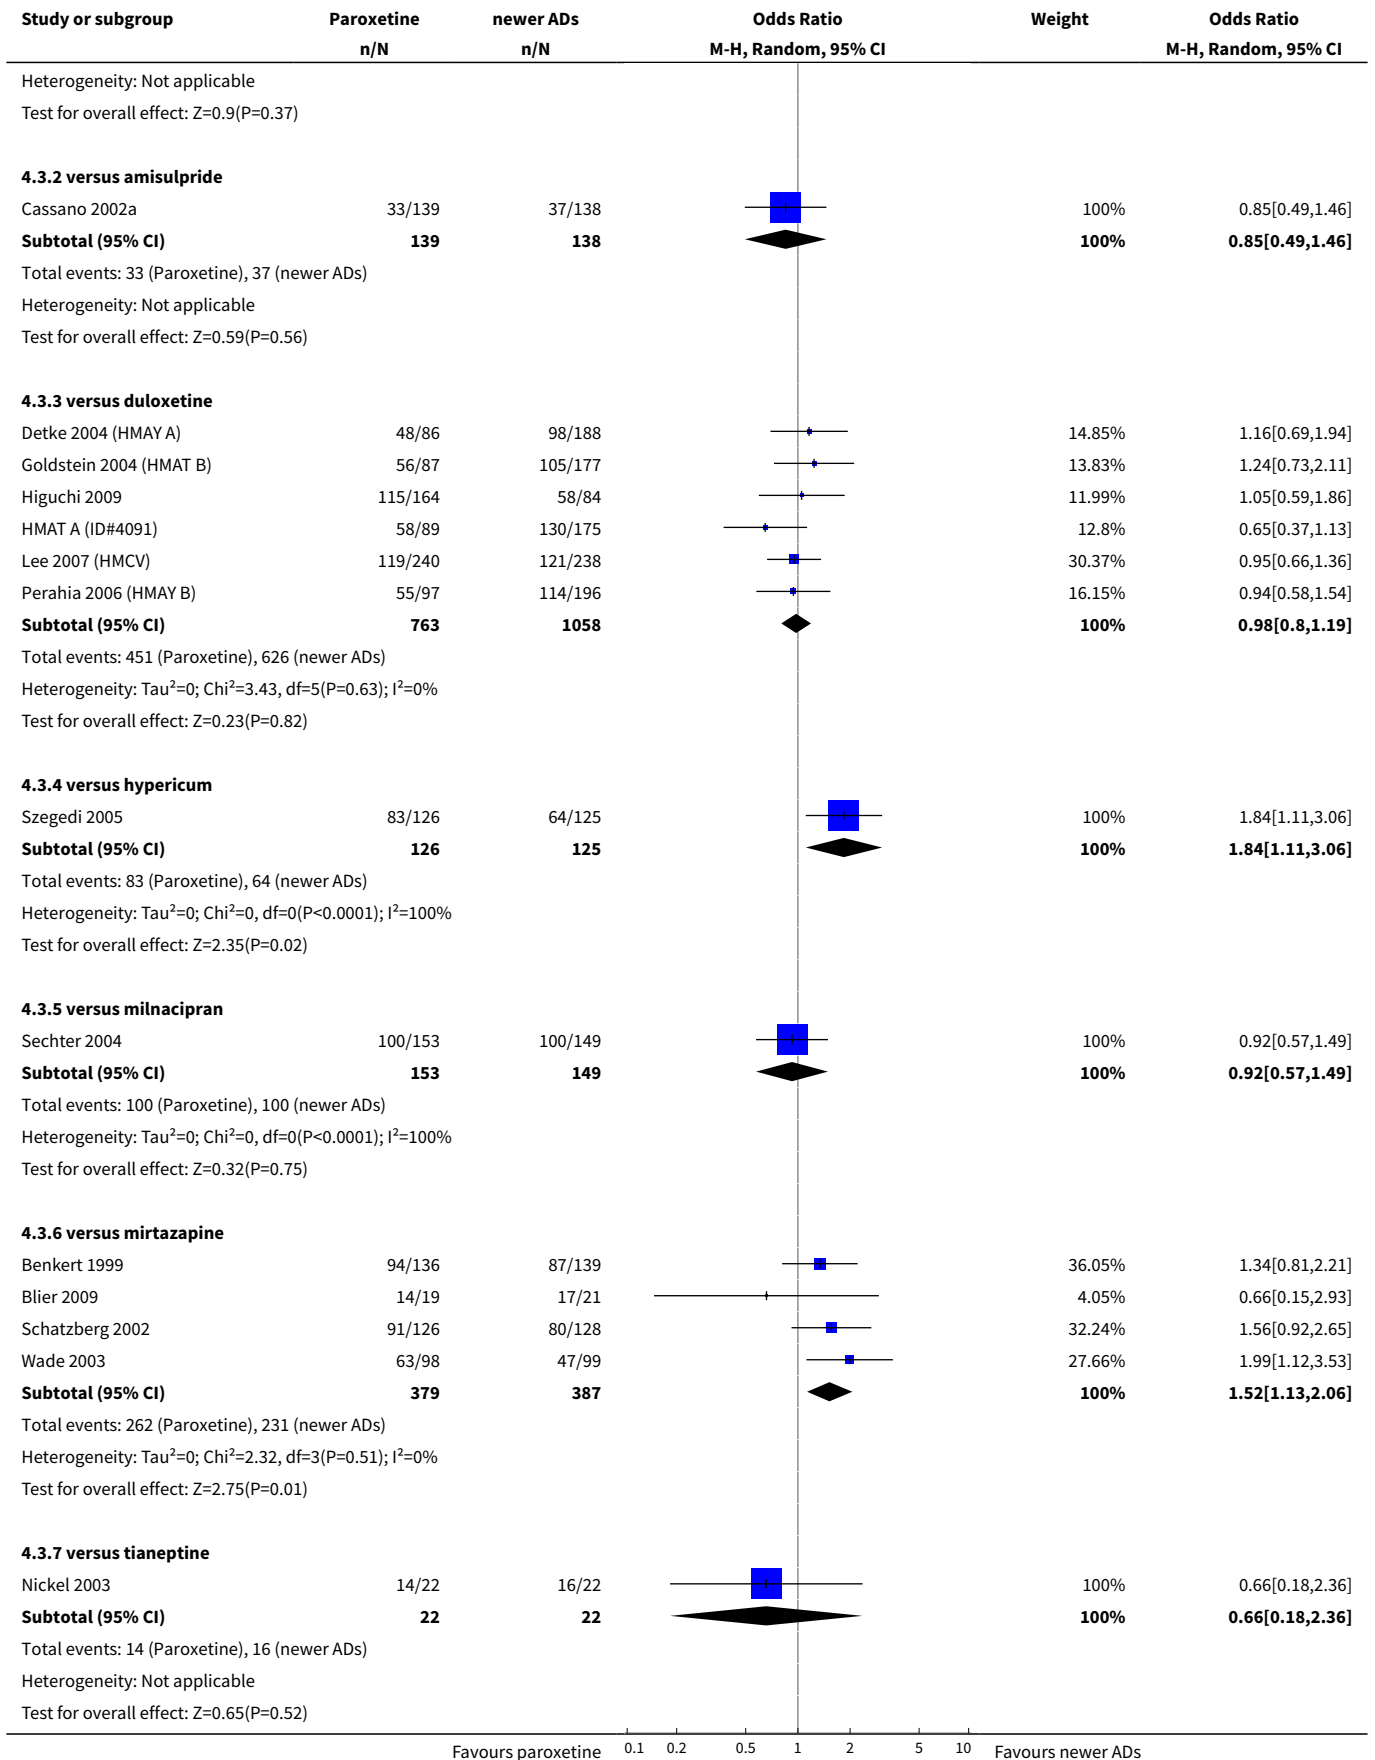 Study or subgroup Paroxetine newer ADs Odds Ratio Weight Odds Ratio
n/N n/N M-H, Random, 95% CI M-H, Random, 95% CI
Heterogeneity: Not applicable
Test for overall effect: Z=0.9(P=0.37)
4.3.2 versus amisulpride
Cassano 2002a 33/139 37/138 100% 0.85[0.49,1.46]
Subtotal (95% CI) 139 138 100% 0.85[0.49,1.46]
Total events: 33 (Paroxetine), 37 (newer ADs)
Heterogeneity: Not applicable
Test for overall effect: Z=0.59(P=0.56)
4.3.3 versus duloxetine
Detke 2004 (HMAY A) 48/86 98/188 14.85% 1.16[0.69,1.94]
Goldstein 2004 (HMAT B) 56/87 105/177 13.83% 1.24[0.73,2.11]
Higuchi 2009 115/164 58/84 11.99% 1.05[0.59,1.86]
HMAT A (ID#4091) 58/89 130/175 12.8% 0.65[0.37,1.13]
Lee 2007 (HMCV) 119/240 121/238 30.37% 0.95[0.66,1.36]
Perahia 2006 (HMAY B) 55/97 114/196 16.15% 0.94[0.58,1.54]
Subtotal (95% CI) 763 1058 100% 0.98[0.8,1.19]
Total events: 451 (Paroxetine), 626 (newer ADs)
Heterogeneity: Tau²=0; Chi²=3.43, df=5(P=0.63); I²=0%
Test for overall effect: Z=0.23(P=0.82)
4.3.4 versus hypericum
Szegedi 2005 83/126 64/125 100% 1.84[1.11,3.06]
Subtotal (95% CI) 126 125 100% 1.84[1.11,3.06]
Total events: 83 (Paroxetine), 64 (newer ADs)
Heterogeneity: Tau²=0; Chi²=0, df=0(P<0.0001); I²=100%
Test for overall effect: Z=2.35(P=0.02)
4.3.5 versus milnacipran
Sechter 2004 100/153 100/149 100% 0.92[0.57,1.49]
Subtotal (95% CI) 153 149 100% 0.92[0.57,1.49]
Total events: 100 (Paroxetine), 100 (newer ADs)
Heterogeneity: Tau²=0; Chi²=0, df=0(P<0.0001); I²=100%
Test for overall effect: Z=0.32(P=0.75)
4.3.6 versus mirtazapine
Benkert 1999 94/136 87/139 36.05% 1.34[0.81,2.21]
Blier 2009 14/19 17/21 4.05% 0.66[0.15,2.93]
Schatzberg 2002 91/126 80/128 32.24% 1.56[0.92,2.65]
Wade 2003 63/98 47/99 27.66% 1.99[1.12,3.53]
Subtotal (95% CI) 379 387 100% 1.52[1.13,2.06]
Total events: 262 (Paroxetine), 231 (newer ADs)
Heterogeneity: Tau²=0; Chi²=2.32, df=3(P=0.51); I²=0%
Test for overall effect: Z=2.75(P=0.01)
4.3.7 versus tianeptine
Nickel 2003 14/22 16/22 100% 0.66[0.18,2.36]
Subtotal (95% CI) 22 22 100% 0.66[0.18,2.36]
Total events: 14 (Paroxetine), 16 (newer ADs)
Heterogeneity: Not applicable
Test for overall effect: Z=0.65(P=0.52)
Favours paroxetine 0.1 0.2 0.5 1 2 5 10 Favours newer ADs